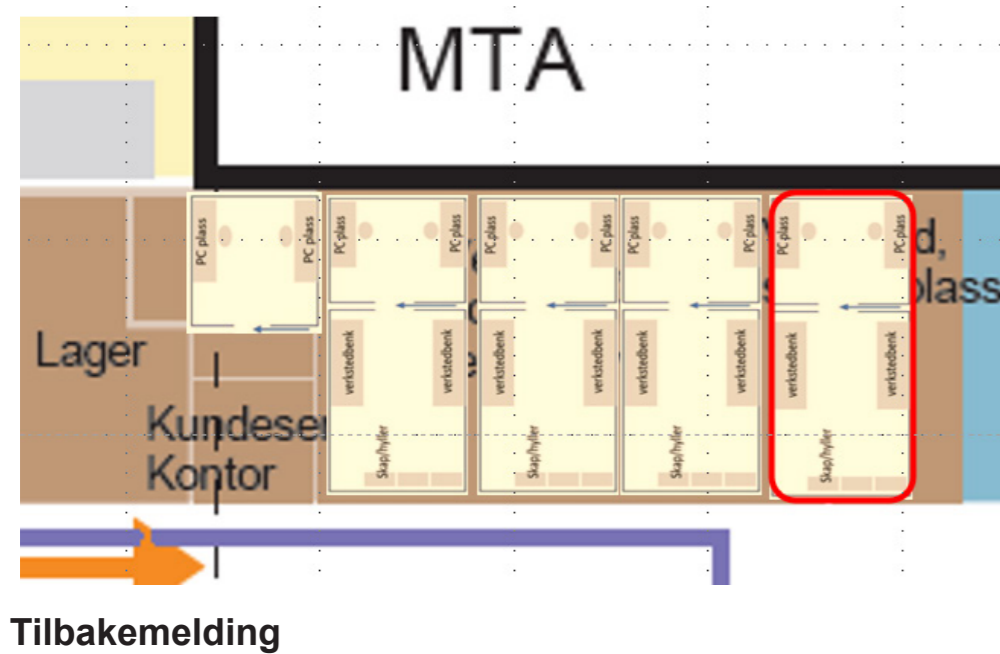 MTA
PC plass
PC plass
PC plass
PC plass
PC plass
PC plass
PC plass
PC plass
PC plass
PC plass
d,
plass
Lager
verkstedbenk
verkstedbenk
verkstedbenk
verkstedbenk
verkstedbenk
verkstedbenk
verkstedbenk
verkstedbenk
Kundeser
Kontor
Skap/hyller
Skap/hyller
Skap/hyller
Skap/hyller
Tilbakemelding